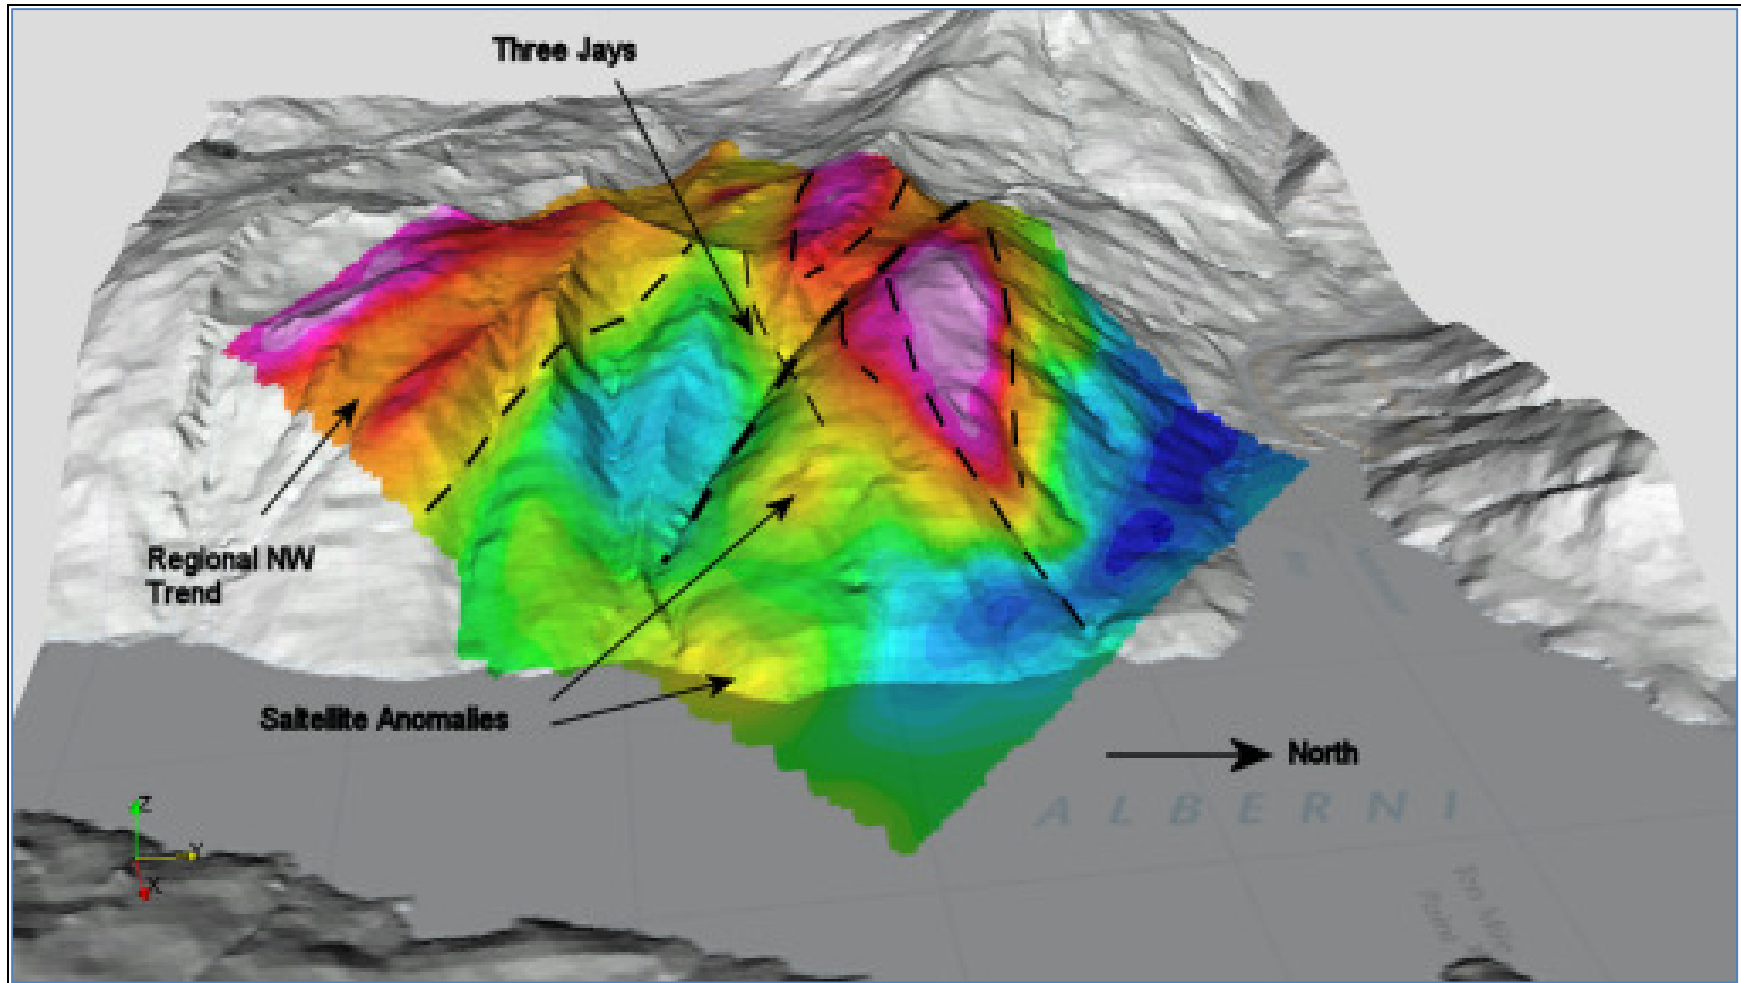 Three Jays
Regional NW
Trend
Saltellite Anomalies
North
ALBERNI
Z
Y
X